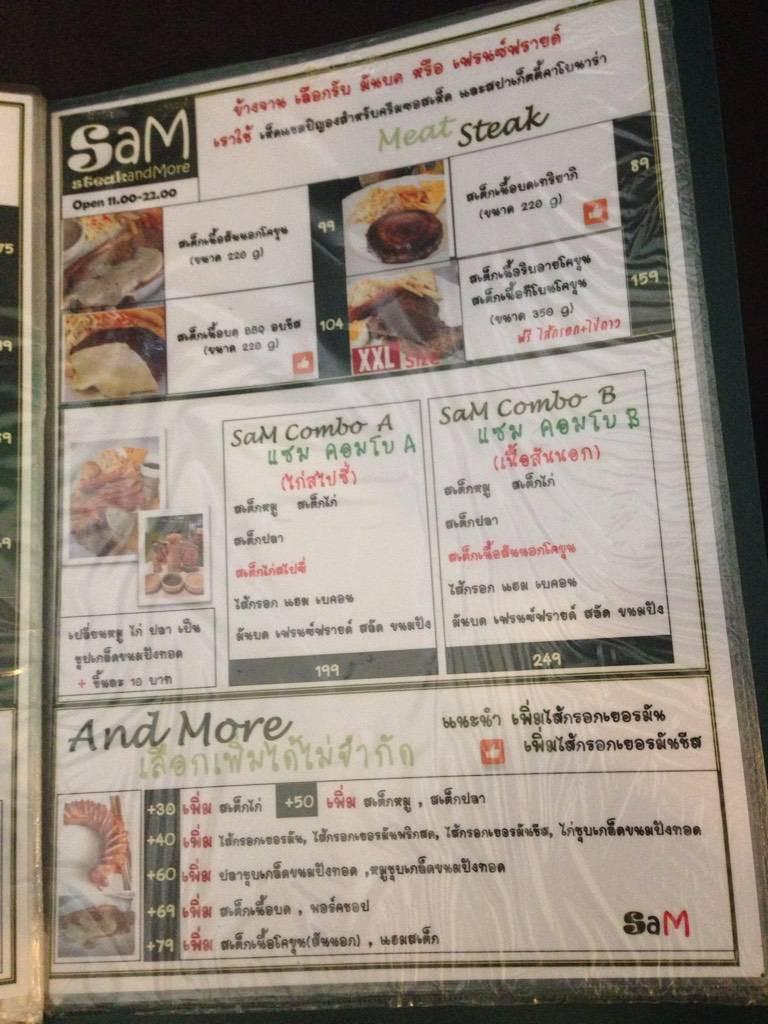 SaM
steakandMore
Open 11.00-22.00
ข้างจาน เลือกรับ มันบด หรือ เฟรนช์ฟรายด์
เราใช้ เห็ดแชมปิญองสำหรับครีมซอสเห็ด และสปาเก็ตตี้คาโบนาร่า
Meat Steak
สเต็กเนื้อสันนอกโคขุน
(ขนาด 220 g)
99
สเต็กเนื้อบดเทริยากิ
(ขนาด 220 g)
89
สเต็กเนื้อบด BBQ อบชีส
(ขนาด 220 g)
104
สเต็กเนื้อริบอายโคขุน
สเต็กเนื้อทีโบนโคขุน
(ขนาด 350 g)
ฟรี ไส้กรอก+ไข่ดาว
159
XXL Size
SaM Combo A
แซม คอมโบ A
(ไก่สไปซี่)
สเต็กหมู สเต็กไก่
สเต็กปลา
สเต็กไก่สไปซี่
ไส้กรอก แฮม เบคอน
มันบด เฟรนช์ฟรายด์ สลัด ขนมปัง
199
SaM Combo B
แซม คอมโบ B
(เนื้อสันนอก)
สเต็กหมู สเต็กไก่
สเต็กปลา
สเต็กเนื้อสันนอกโคขุน
ไส้กรอก แฮม เบคอน
มันบด เฟรนช์ฟรายด์ สลัด ขนมปัง
249
เปลี่ยนหมู ไก่ ปลา เป็น
ชุปเกล็ดขนมปังทอด
+ ชิ้นละ 10 บาท
And More
เลือกเพิ่มได้ไม่จำกัด
แนะนำ เพิ่มไส้กรอกเยอรมัน
เพิ่มไส้กรอกเยอรมันชีส
+30 เพิ่ม สเต็กไก่ +50 เพิ่ม สเต็กหมู , สเต็กปลา
+40 เพิ่ม ไส้กรอกเยอรมัน, ไส้กรอกเยอรมันพริกสด, ไส้กรอกเยอรมันชีส, ไก่ชุบเกล็ดขนมปังทอด
+60 เพิ่ม ปลาชุบเกล็ดขนมปังทอด ,หมูชุบเกล็ดขนมปังทอด
+69 เพิ่ม สเต็กเนื้อบด , พอร์คชอป
+79 เพิ่ม สเต็กเนื้อโคขุน(สันนอก) , แฮมสเต็ก
SaM